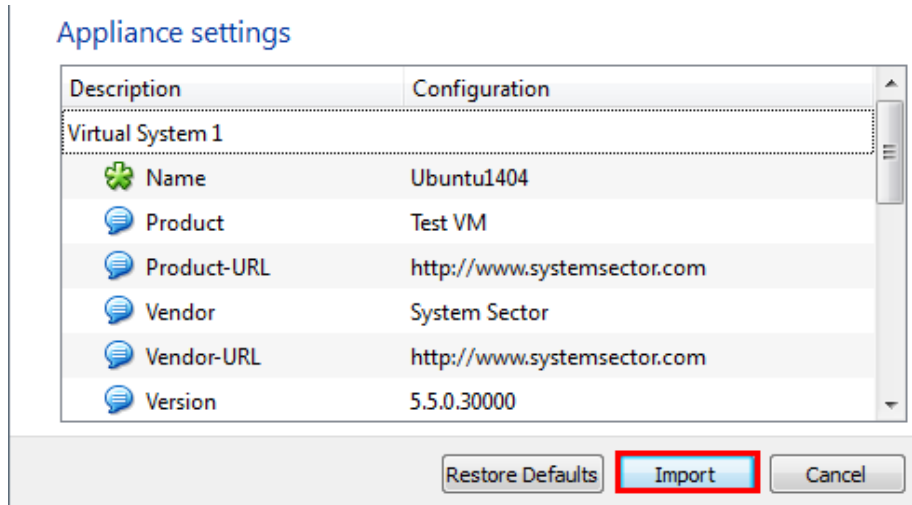 Appliance settings
Description Configuration
Virtual System 1
Name Ubuntu1404
Product Test VM
Product-URL http://www.systemsector.com
Vendor System Sector
Vendor-URL http://www.systemsector.com
Version 5.5.0.30000
Restore Defaults Import Cancel